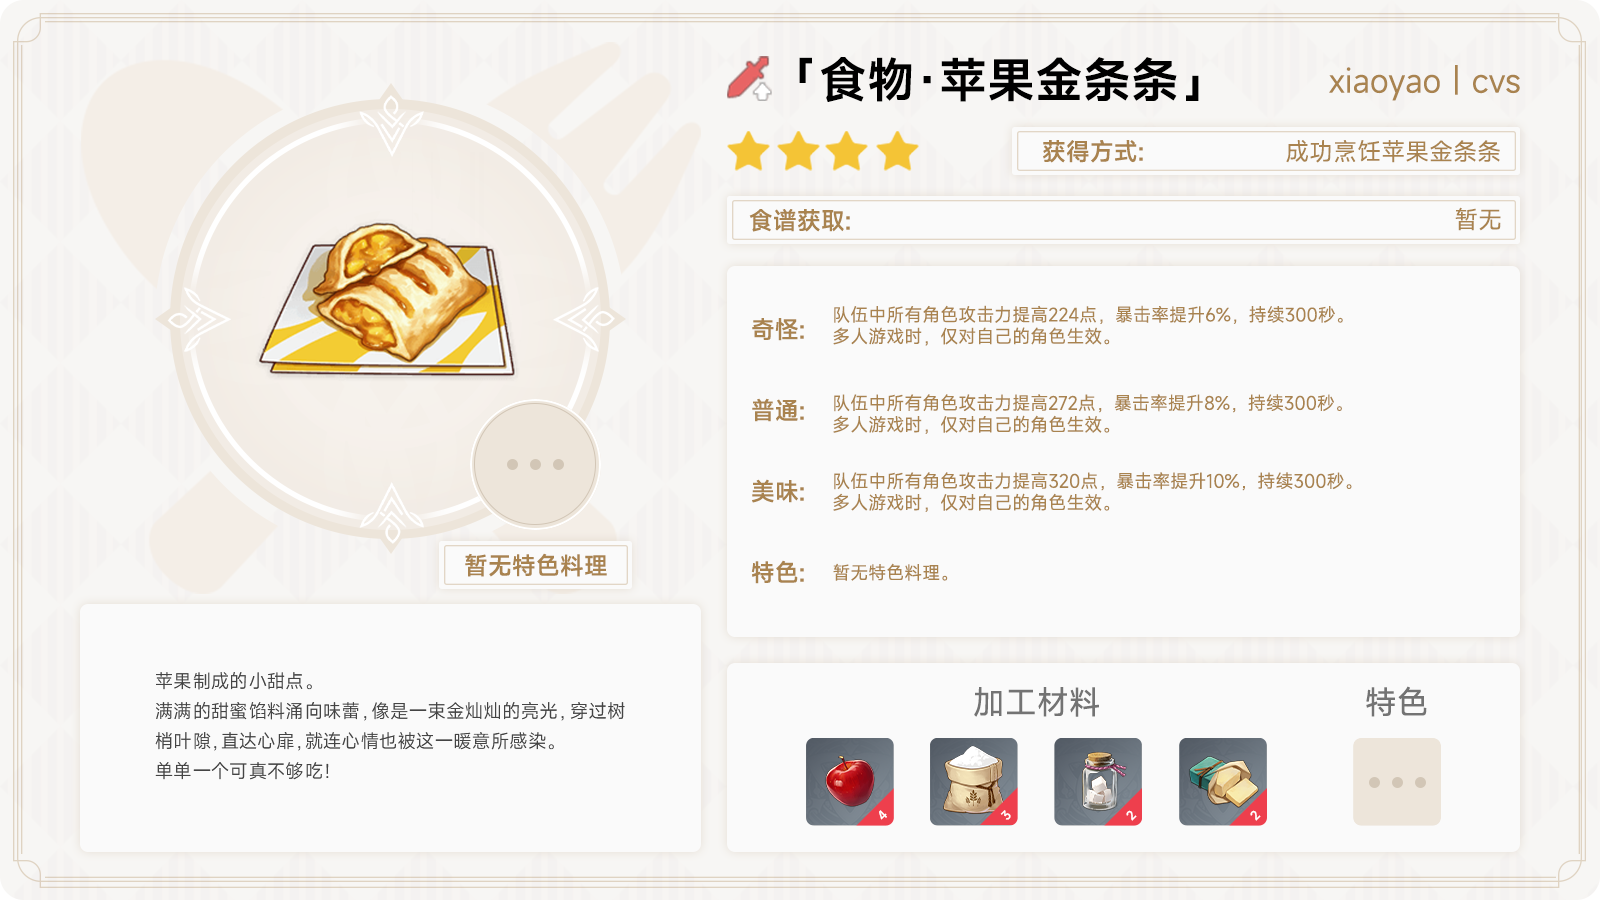 「食物·苹果金条条」
xiaoyao | cvs
获得方式: 成功烹饪苹果金条条
食谱获取: 暂无
奇怪: 队伍中所有角色攻击力提高224点，暴击率提升6%，持续300秒。
多人游戏时，仅对自己的角色生效。
普通: 队伍中所有角色攻击力提高272点，暴击率提升8%，持续300秒。
多人游戏时，仅对自己的角色生效。
美味: 队伍中所有角色攻击力提高320点，暴击率提升10%，持续300秒。
多人游戏时，仅对自己的角色生效。
特色: 暂无特色料理。
暂无特色料理
苹果制成的小甜点。
满满的甜蜜馅料涌向味蕾,像是一束金灿灿的亮光,穿过树
梢叶隙,直达心扉,就连心情也被这一暖意所感染。
单单一个可真不够吃!
加工材料 特色
4 3 2 2